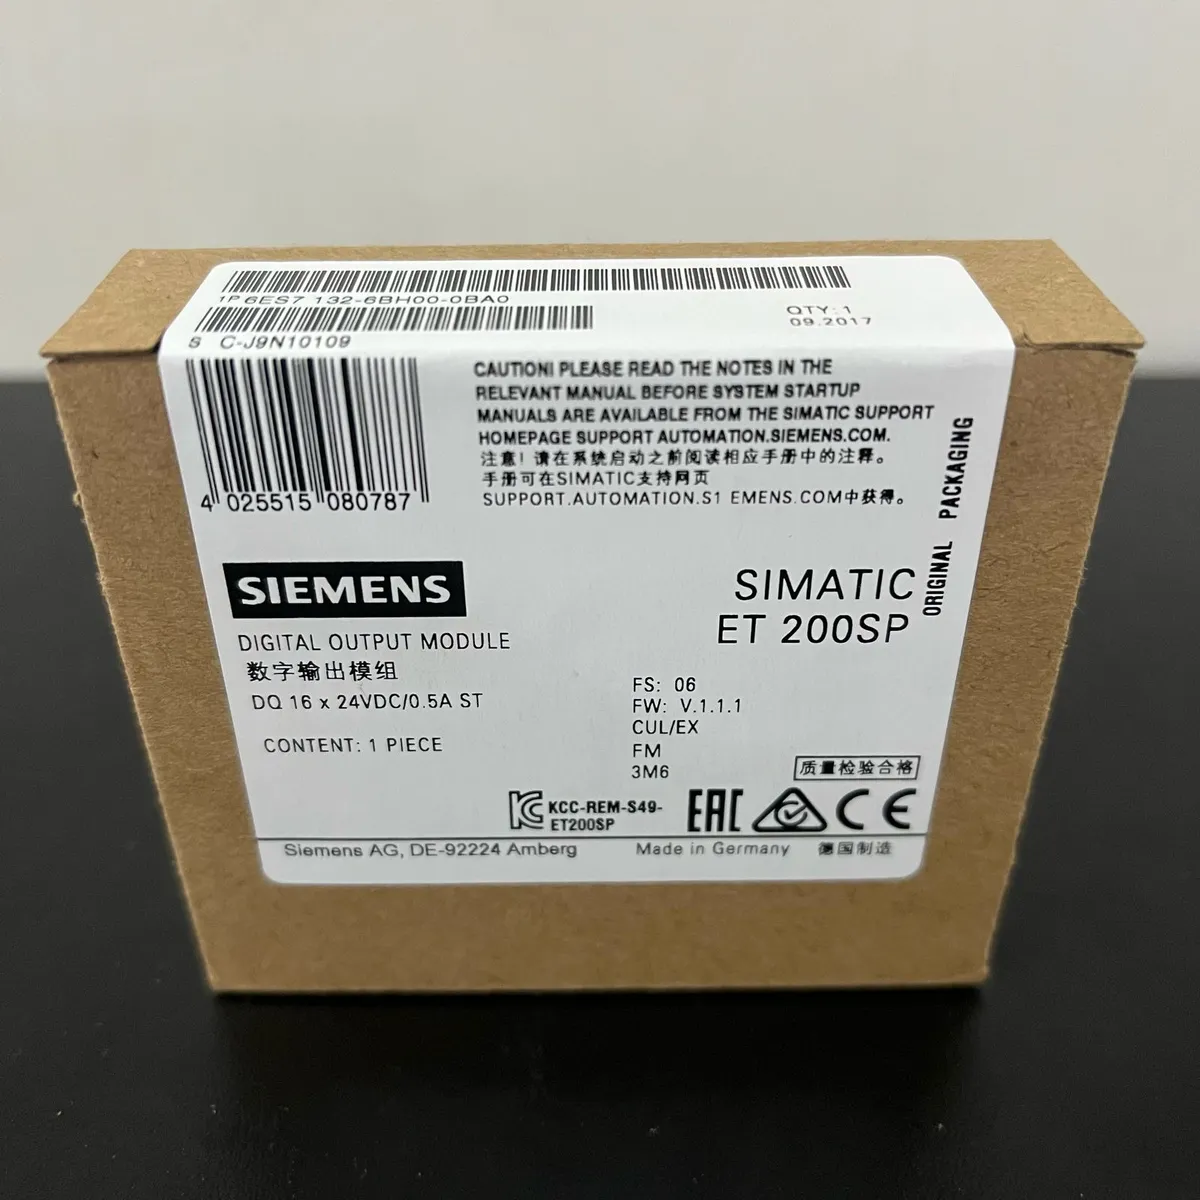 1P 6ES7 132-6BH00-0BA0
QTY: 1
09.2017
S C-J9N10109
4 025515 080787
CAUTION! PLEASE READ THE NOTES IN THE
RELEVANT MANUAL BEFORE SYSTEM STARTUP
MANUALS ARE AVAILABLE FROM THE SIMATIC SUPPORT
HOMEPAGE SUPPORT AUTOMATION.SIEMENS.COM.
注意！请在系统启动之前阅读相应手册中的注释。
手册可在SIMATIC支持网页
SUPPORT.AUTOMATION.S1 EMENS.COM中获得。
ORIGINAL PACKAGING
SIEMENS
SIMATIC
ET 200SP
DIGITAL OUTPUT MODULE
数字输出模组
DQ 16 x 24VDC/0.5A ST
CONTENT: 1 PIECE
FS: 06
FW: V.1.1.1
CUL/EX
FM
3M6
质量检验合格
KCC-REM-S49-
ET200SP
EAC
CE
Siemens AG, DE-92224 Amberg
Made in Germany 德国制造